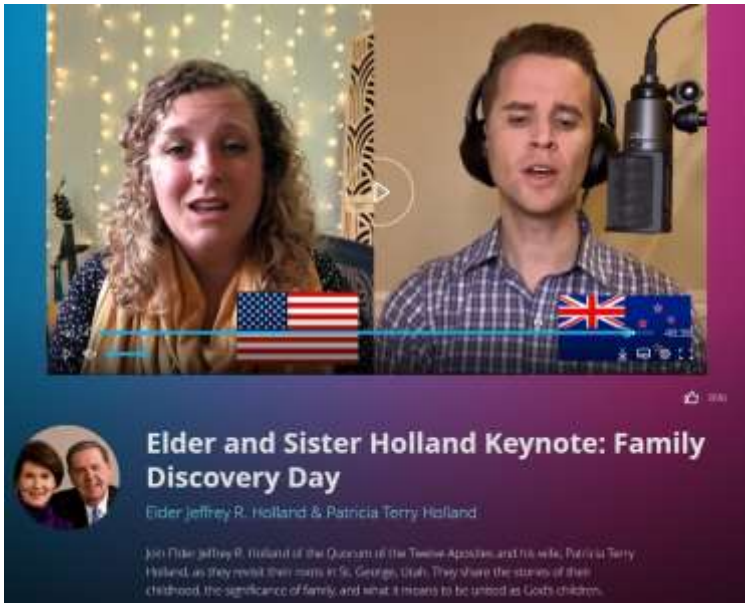 Elder and Sister Holland Keynote: Family
Discovery Day
Elder Jeffrey R. Holland & Patricia Terry Holland
Join Elder Jeffrey R. Holland of the Quorum of the Twelve Apostles and his wife, Patricia Terry
Holland, as they revisit their roots in St. George, Utah. They share the stories of their
childhood, the significance of family, and what it means to be united as God's children.